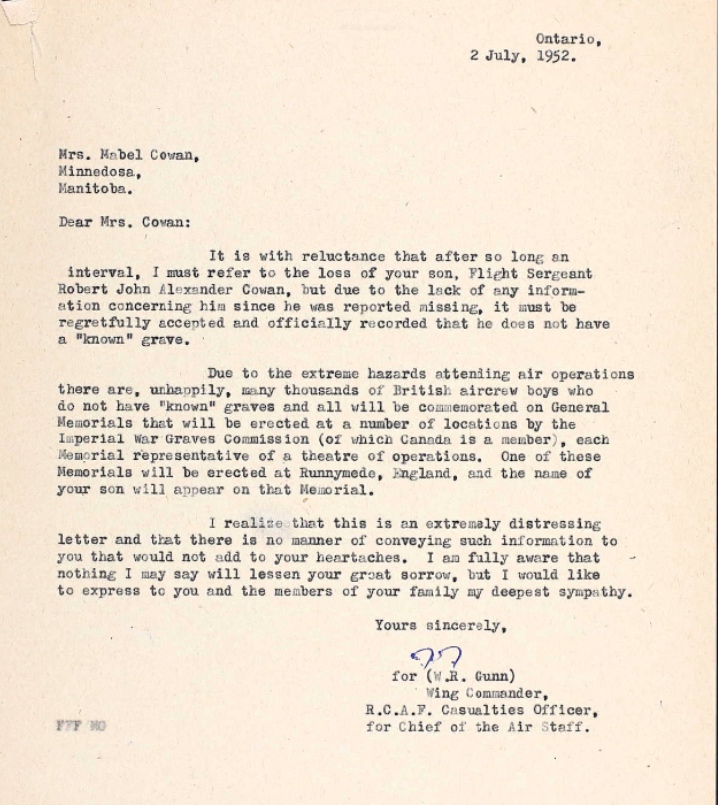 Ontario,
2 July, 1952.
Mrs. Mabel Cowan,
Minnedosa,
Manitoba.
Dear Mrs. Cowan:
It is with reluctance that after so long an
interval, I must refer to the loss of your son, Flight Sergeant
Robert John Alexander Cowan, but due to the lack of any inform-
ation concerning him since he was reported missing, it must be
regretfully accepted and officially recorded that he does not have
a "known" grave.
Due to the extreme hazards attending air operations
there are, unhappily, many thousands of British aircrew boys who
do not have "known" graves and all will be commemorated on General
Memorials that will be erected at a number of locations by the
Imperial War Graves Commission (of which Canada is a member), each
Memorial representative of a theatre of operations. One of these
Memorials will be erected at Runnymede, England, and the name of
your son will appear on that Memorial.
I realize that this is an extremely distressing
letter and that there is no manner of conveying such information to
you that would not add to your heartaches. I am fully aware that
nothing I may say will lessen your great sorrow, but I would like
to express to you and the members of your family my deepest sympathy.
Yours sincerely,
for (W.R. Gunn)
Wing Commander,
R.C.A.F. Casualties Officer,
for Chief of the Air Staff.